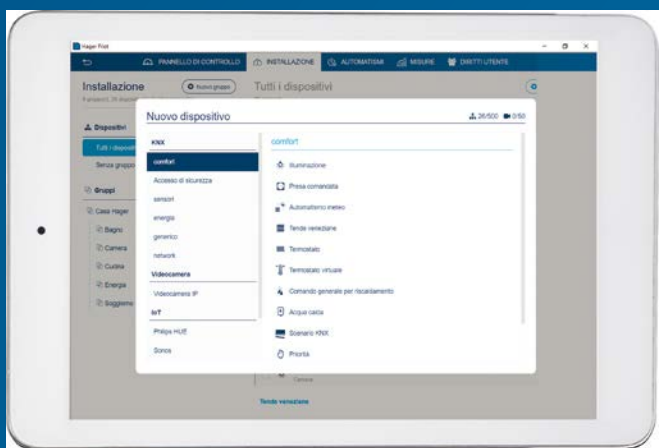 Hager Pilot
PANNELLO DI CONTROLLO
INSTALLAZIONE
AUTOMATISMI
MISURE
DIRITTI UTENTE
Installazione
Nuovo gruppo
Tutti i dispositivi
Nuovo dispositivo
26/500
0/50
Dispositivi
Tutti i disposit
Senza gruppo
Gruppi
Casa Hager
Bagno
Camera
Cucina
Energia
Soggiorno
KNX
comfort
Accesso di sicurezza
sensori
energia
generico
network
Videocamera
Videocamera IP
IoT
Philips HUE
Sonos
comfort
Illuminazione
Presa comandata
Automatismo meteo
Tende veneziane
Termostato
Termostato virtuale
Comando generale per riscaldamento
Acqua calda
Scenario KNX
Priorità
Camera
Tende veneziane